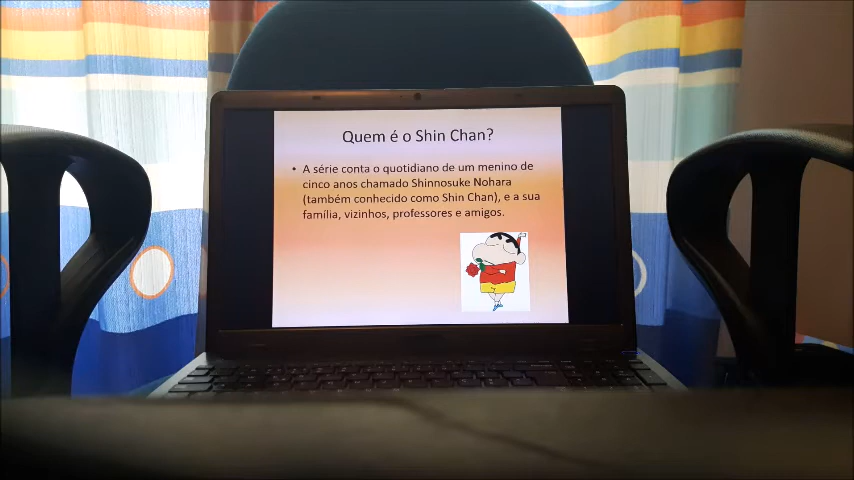 Quem é o Shin Chan?
• A série conta o quotidiano de um menino de
cinco anos chamado Shinnosuke Nohara
(também conhecido como Shin Chan), e a sua
família, vizinhos, professores e amigos.